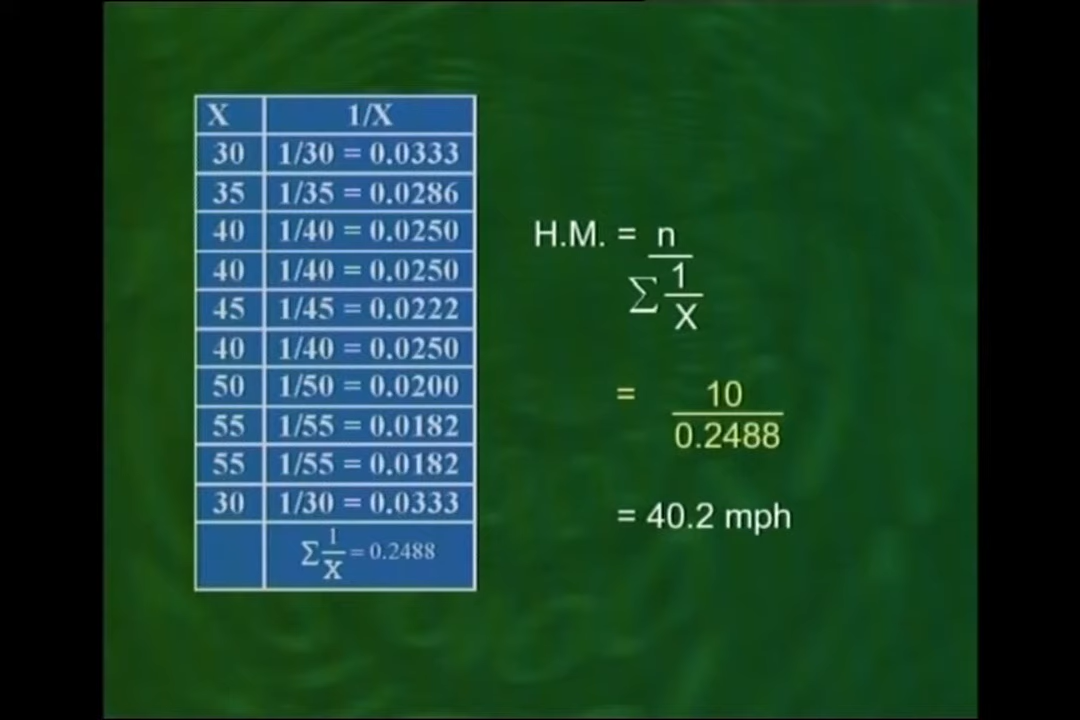 X 1/X
30 1/30 = 0.0333
35 1/35 = 0.0286
40 1/40 = 0.0250
40 1/40 = 0.0250
45 1/45 = 0.0222
40 1/40 = 0.0250
50 1/50 = 0.0200
55 1/55 = 0.0182
55 1/55 = 0.0182
30 1/30 = 0.0333
∑ 1/X = 0.2488
H.M. = n
∑ 1/X
= 10
0.2488
= 40.2 mph